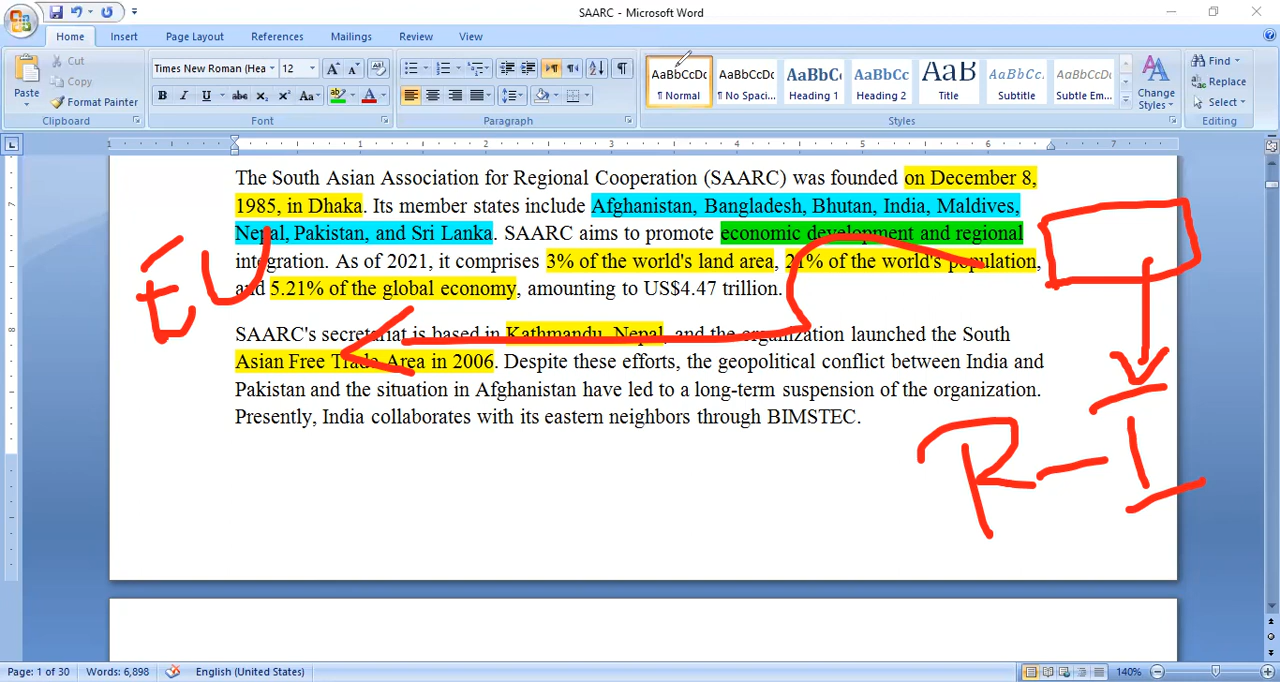 SAARC - Microsoft Word
Home Insert Page Layout References Mailings Review View
Cut
Copy
Format Painter
Paste
Clipboard
Times New Roman (Hea 12
Font
Paragraph
AaBbCcDc AaBbCcDc AaBbC AaBbCc AaB AaBbCc. AaBbCcDc
¶ Normal ¶ No Spaci... Heading 1 Heading 2 Title Subtitle Subtle Em...
Change Styles
Styles
Find
Replace
Select
Editing
1 1 2 3 4 5 6 7
The South Asian Association for Regional Cooperation (SAARC) was founded on December 8,
1985, in Dhaka. Its member states include Afghanistan, Bangladesh, Bhutan, India, Maldives,
Nepal, Pakistan, and Sri Lanka. SAARC aims to promote economic development and regional
integration. As of 2021, it comprises 3% of the world's land area, 21% of the world's population,
and 5.21% of the global economy, amounting to US$4.47 trillion.
EU
SAARC's secretariat is based in Kathmandu, Nepal, and the organization launched the South
Asian Free Trade Area in 2006. Despite these efforts, the geopolitical conflict between India and
Pakistan and the situation in Afghanistan have led to a long-term suspension of the organization.
Presently, India collaborates with its eastern neighbors through BIMSTEC.
R-I
Page: 1 of 30 Words: 6,898 English (United States) 140%